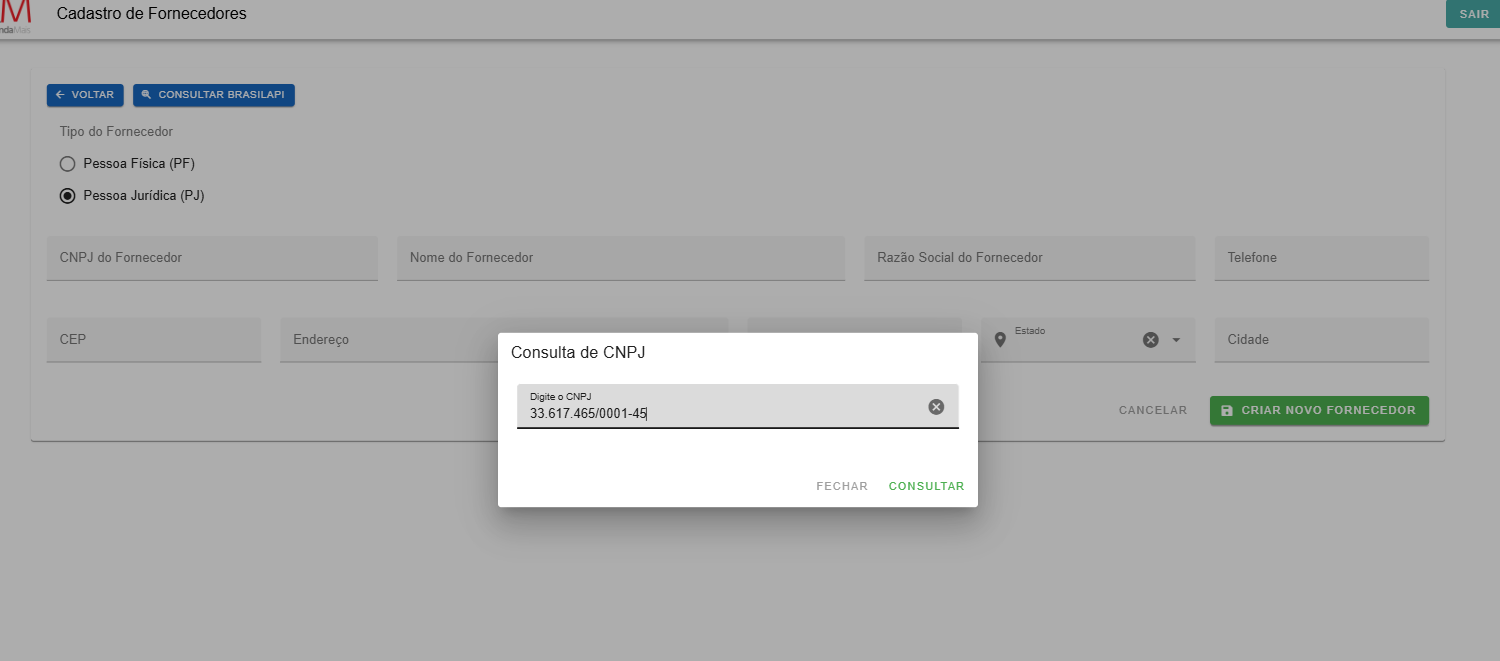 Cadastro de Fornecedores
SAIR
ndaMais
VOLTAR
CONSULTAR BRASILAPI
Tipo do Fornecedor
Pessoa Física (PF)
Pessoa Jurídica (PJ)
CNPJ do Fornecedor
Nome do Fornecedor
Razão Social do Fornecedor
Telefone
CEP
Endereço
Estado
Cidade
Consulta de CNPJ
Digite o CNPJ
33.617.465/0001-45
FECHAR
CONSULTAR
CANCELAR
CRIAR NOVO FORNECEDOR